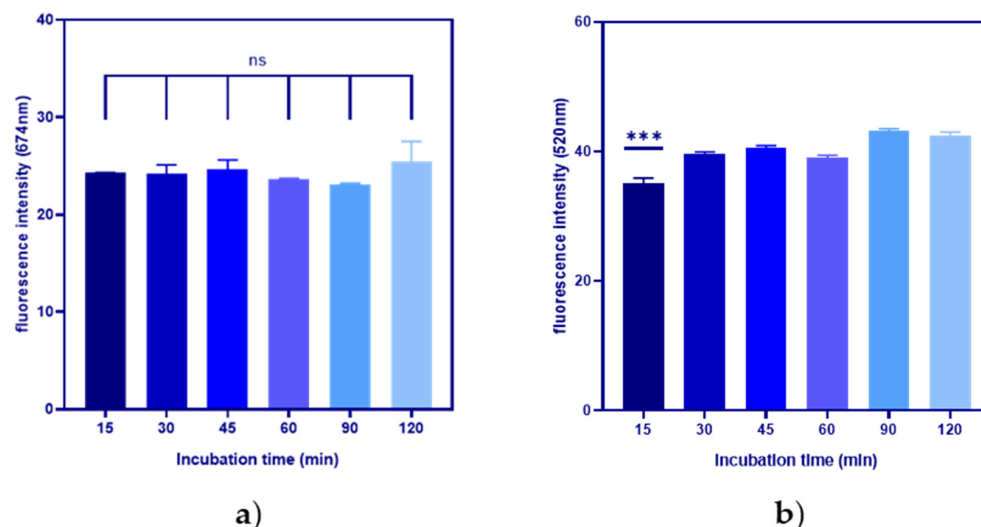 fluorescence intensity (674nm)
40
30
20
10
0
ns
15 30 45 60 90 120
Incubation time (min)
a)
fluorescence intensity (520nm)
60
40
20
0
***
15 30 45 60 90 120
Incubation time (min)
b)